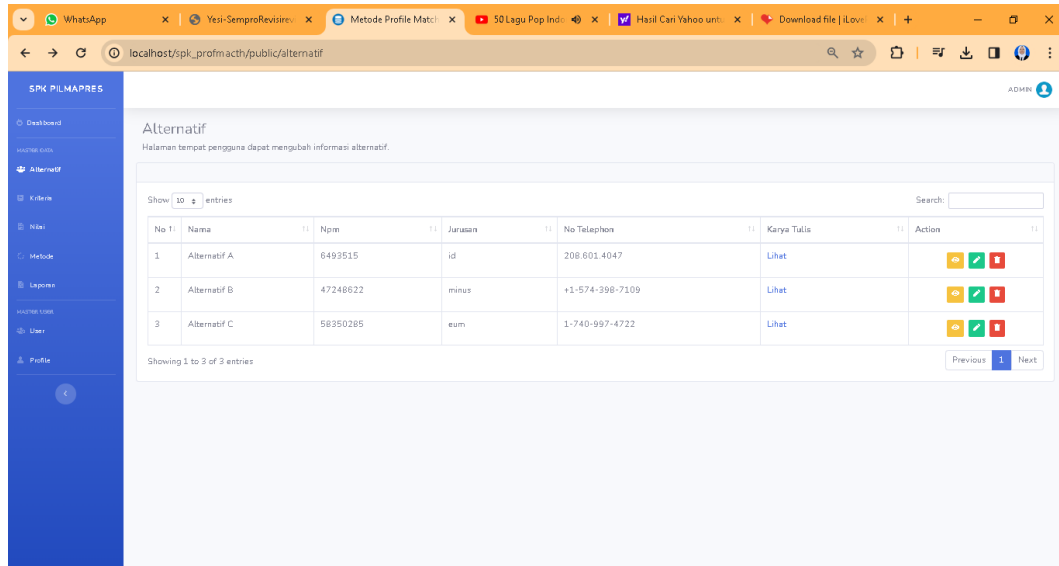 WhatsApp
Yesi-SemproRevisirev
Metode Profile Match
50 Lagu Pop Indo
Hasil Cari Yahoo untu
Download file | iLove
localhost/spk_profmacth/public/alternatif
SPK PILMAPRES
ADMIN
Dashboard
MASTER DATA
Alternatif
Kriteria
Nilai
Metode
Laporan
MASTER USER
User
Profile
Alternatif
Halaman tempat pengguna dapat mengubah informasi alternatif.
Show 10 entries
Search:
No Nama Npm Jurusan No Telephon Karya Tulis Action
1 Alternatif A 6493515 id 208.601.4047 Lihat
2 Alternatif B 47248622 minus +1-574-398-7109 Lihat
3 Alternatif C 58350285 eum 1-740-997-4722 Lihat
Showing 1 to 3 of 3 entries
Previous 1 Next